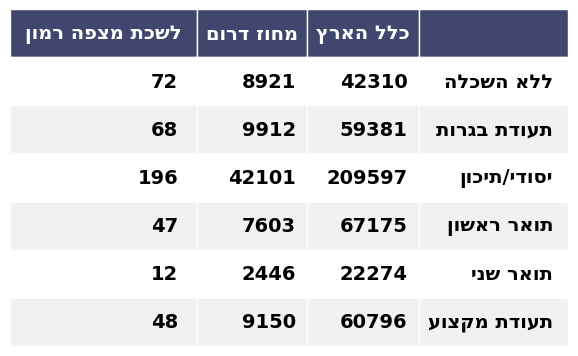 כלל הארץ מחוז דרום לשכת מצפה רמון
ללא השכלה 42310 8921 72
תעודת בגרות 59381 9912 68
יסודי/תיכון 209597 42101 196
תואר ראשון 67175 7603 47
תואר שני 22274 2446 12
תעודת מקצוע 60796 9150 48